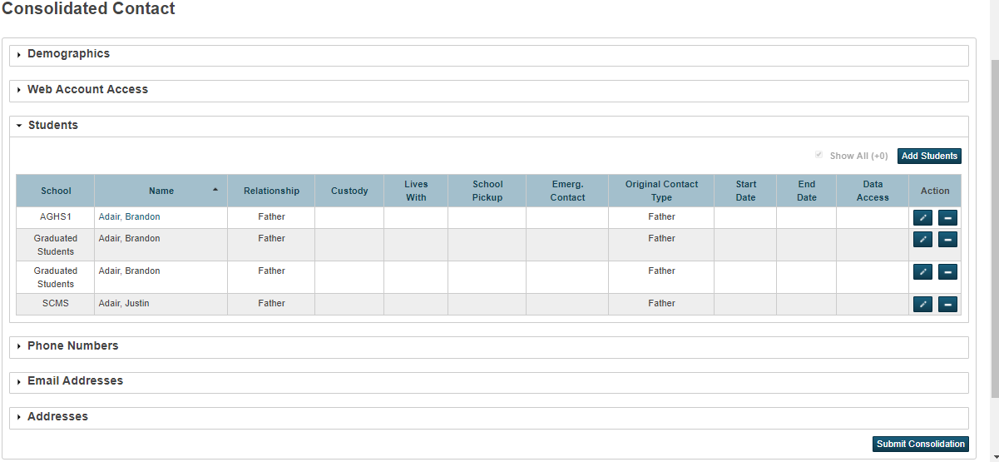 Consolidated Contact
Demographics
Web Account Access
Students
Show All (+0) Add Students
School Name Relationship Custody Lives With School Pickup Emerg. Contact Original Contact Type Start Date End Date Data Access Action
AGHS1 Adair, Brandon Father Father
Graduated Students Adair, Brandon Father Father
Graduated Students Adair, Brandon Father Father
SCMS Adair, Justin Father Father
Phone Numbers
Email Addresses
Addresses
Submit Consolidation